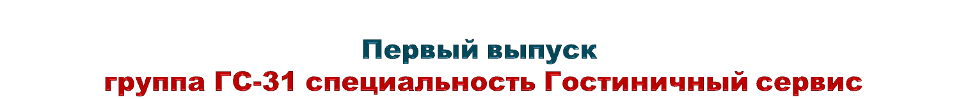 Первый выпуск
группа ГС-31 специальность Гостиничный сервис